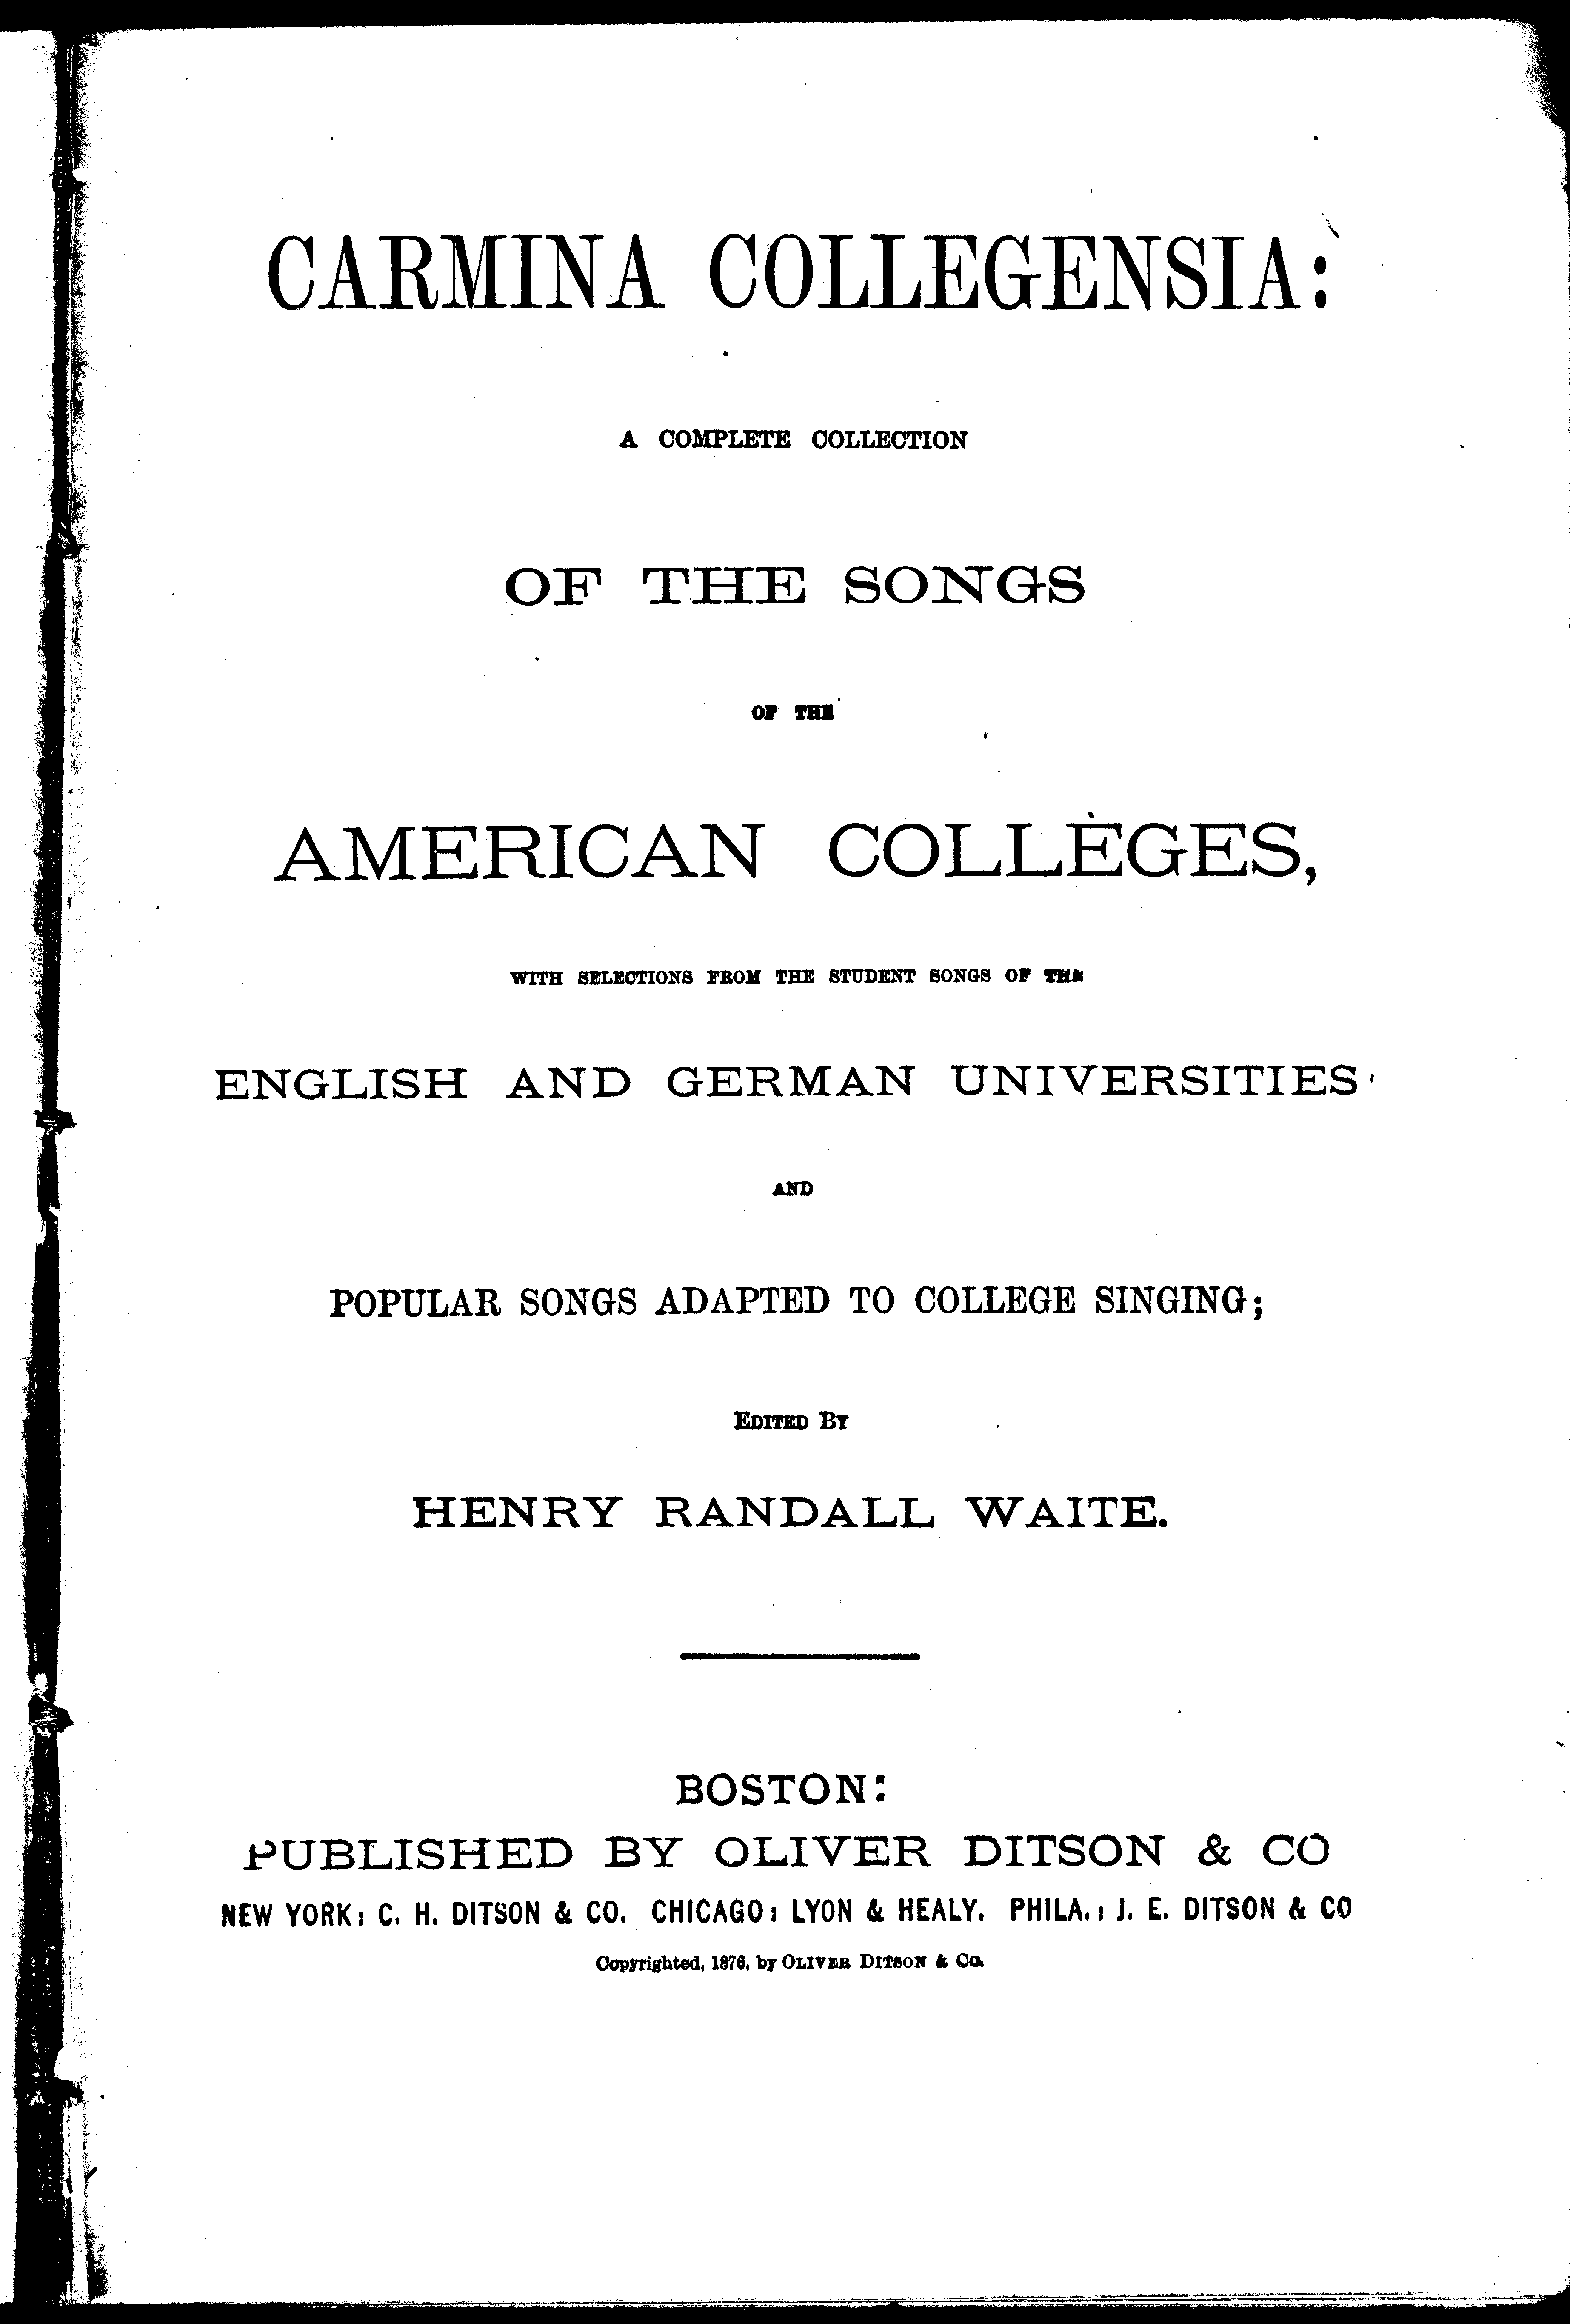 CARMINA COLLEGENSIA:
A COMPLETE COLLECTION
OF THE SONGS
OF THE
AMERICAN COLLEGES,
WITH SELECTIONS FROM THE STUDENT SONGS OF THE
ENGLISH AND GERMAN UNIVERSITIES
AND
POPULAR SONGS ADAPTED TO COLLEGE SINGING;
EDITED BY
HENRY RANDALL WAITE.
BOSTON:
PUBLISHED BY OLIVER DITSON & CO
NEW YORK: C. H. DITSON & CO. CHICAGO: LYON & HEALY. PHILA.: J. E. DITSON & CO
Copyrighted, 1876, by OLIVER DITSON & Co.